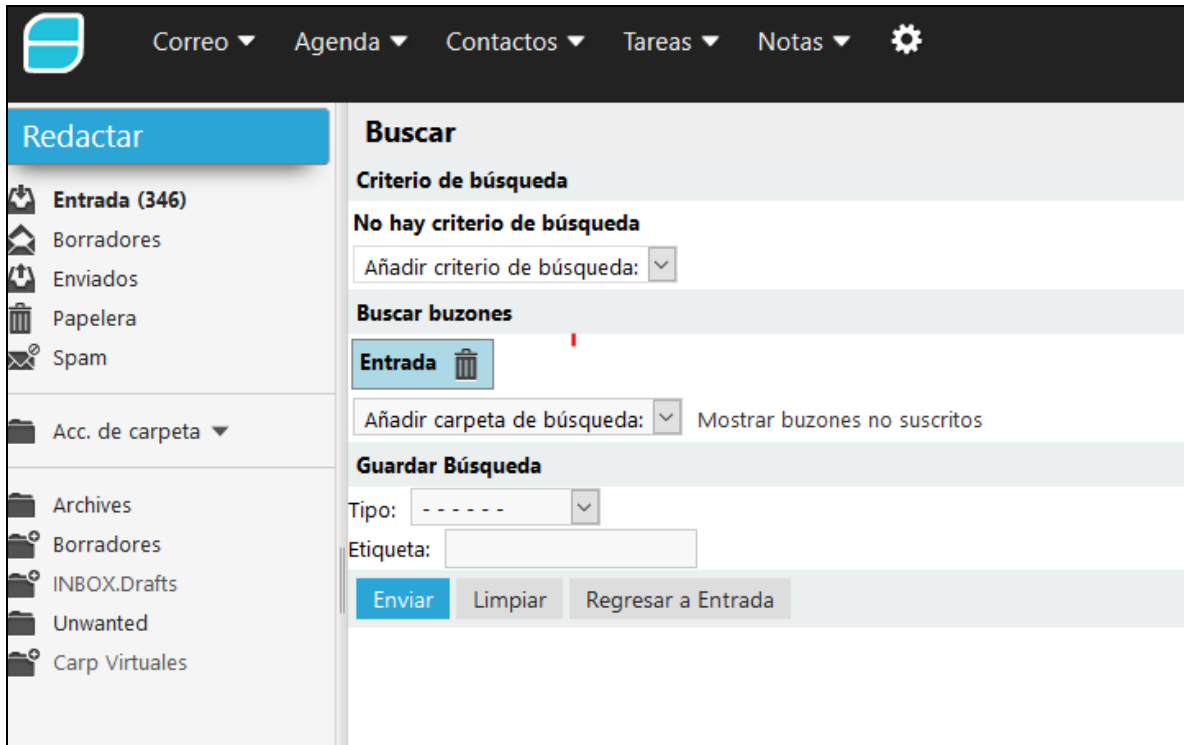 Correo Agenda Contactos Tareas Notas
Redactar
Entrada (346)
Borradores
Enviados
Papelera
Spam
Acc. de carpeta
Archives
Borradores
INBOX.Drafts
Unwanted
Carp Virtuales
Buscar
Criterio de búsqueda
No hay criterio de búsqueda
Añadir criterio de búsqueda:
Buscar buzones
Entrada
Añadir carpeta de búsqueda: Mostrar buzones no suscritos
Guardar Búsqueda
Tipo: - - - - - -
Etiqueta:
Enviar Limpiar Regresar a Entrada